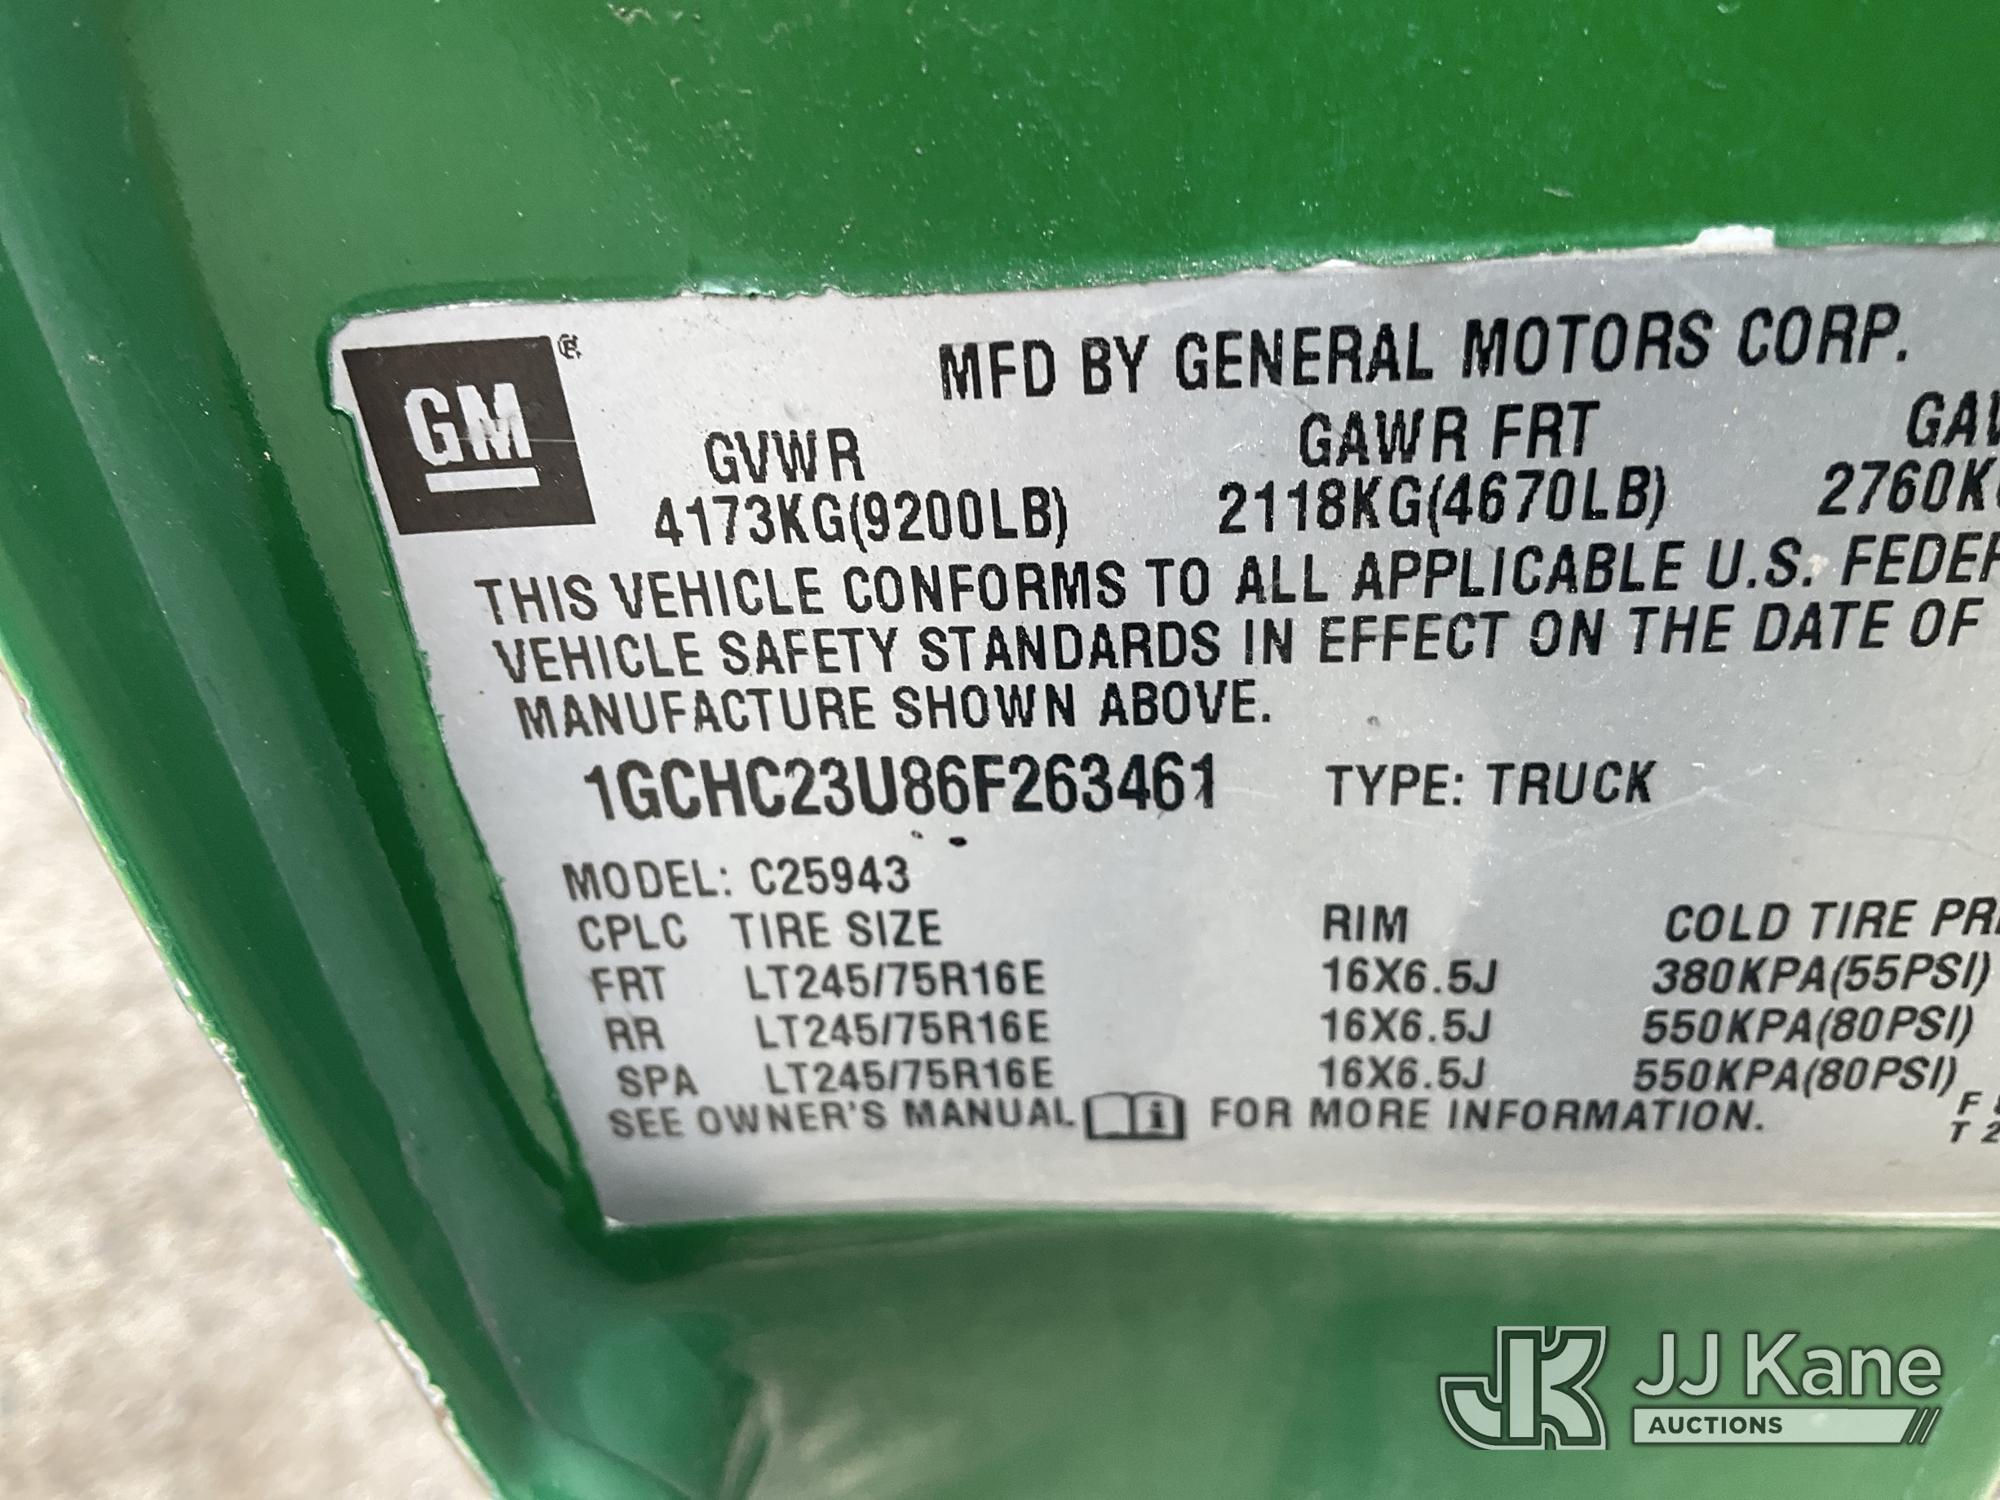 GM ®
MFD BY GENERAL MOTORS CORP.
GVWR GAWR FRT
4173KG(9200LB) 2118KG(4670LB)
THIS VEHICLE CONFORMS TO ALL APPLICABLE U.S.
VEHICLE SAFETY STANDARDS IN EFFECT ON THE DATE OF
MANUFACTURE SHOWN ABOVE.
1GCHC23U86F263461 TYPE: TRUCK
MODEL: C25943
CPLC TIRE SIZE RIM COLD TIRE
FRT LT245/75R16E 16X6.5J 380KPA(55PSI)
RR LT245/75R16E 16X6.5J 550KPA(80PSI)
SPA LT245/75R16E 16X6.5J 550KPA(80PSI)
SEE OWNER'S MANUAL i FOR MORE INFORMATION.
JK JJ Kane
AUCTIONS